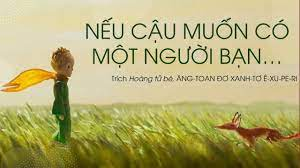 NẾU CẬU MUỐN CÓ
MỘT NGƯỜI BẠN...
Trích Hoàng tử bé, ĂNG-TOAN ĐƠ XANH-TƠ Ê-XU-PE-RI